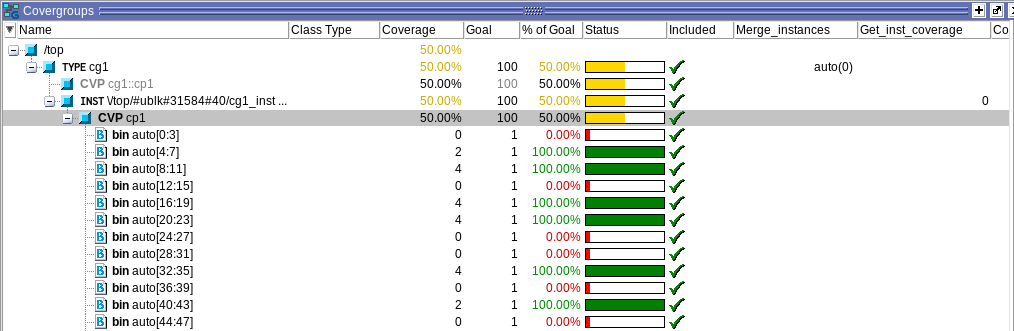 Covergroups
Name Class Type Coverage Goal % of Goal Status Included Merge_instances Get_inst_coverage Co
/top 50.00%
TYPE cg1 50.00% 100 50.00% auto(0)
CVP cg1::cp1 50.00% 100 50.00%
INST \/top/#ublk#31584#40/cg1_inst ... 50.00% 100 50.00% 0
CVP cp1 50.00% 100 50.00%
B bin auto[0:3] 0 1 0.00%
B bin auto[4:7] 2 1 100.00%
B bin auto[8:11] 4 1 100.00%
B bin auto[12:15] 0 1 0.00%
B bin auto[16:19] 4 1 100.00%
B bin auto[20:23] 4 1 100.00%
B bin auto[24:27] 0 1 0.00%
B bin auto[28:31] 0 1 0.00%
B bin auto[32:35] 4 1 100.00%
B bin auto[36:39] 0 1 0.00%
B bin auto[40:43] 2 1 100.00%
B bin auto[44:47] 0 1 0.00%